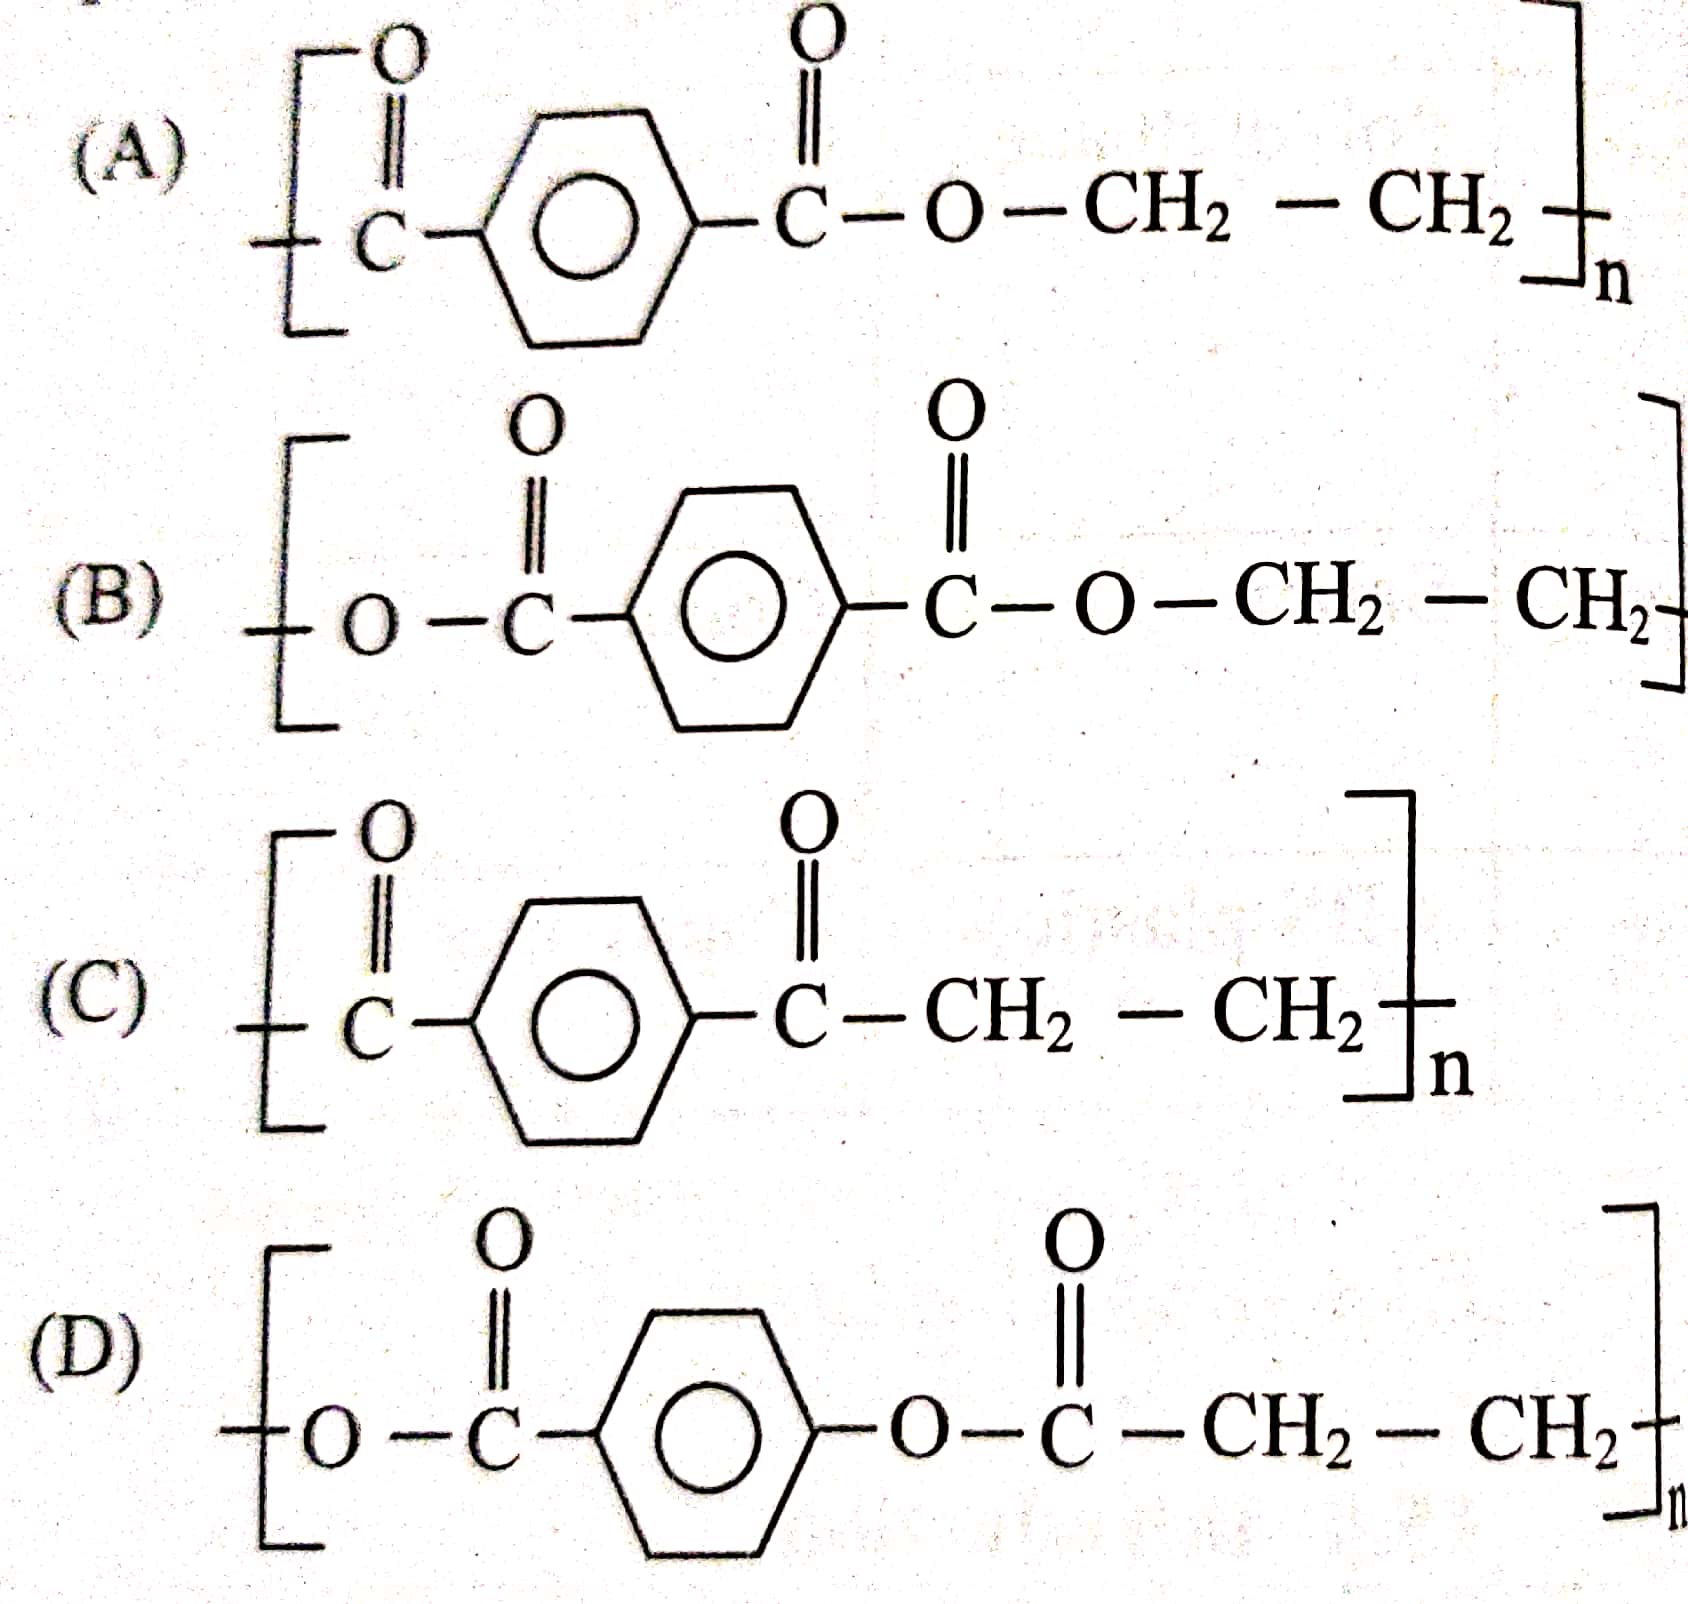 O O
(A) C C – O – CH₂ – CH₂ n
O O
(B) O – C C – O – CH₂ – CH₂
O O
(C) C C – CH₂ – CH₂ n
O O
(D) O – C O – C – CH₂ – CH₂ n